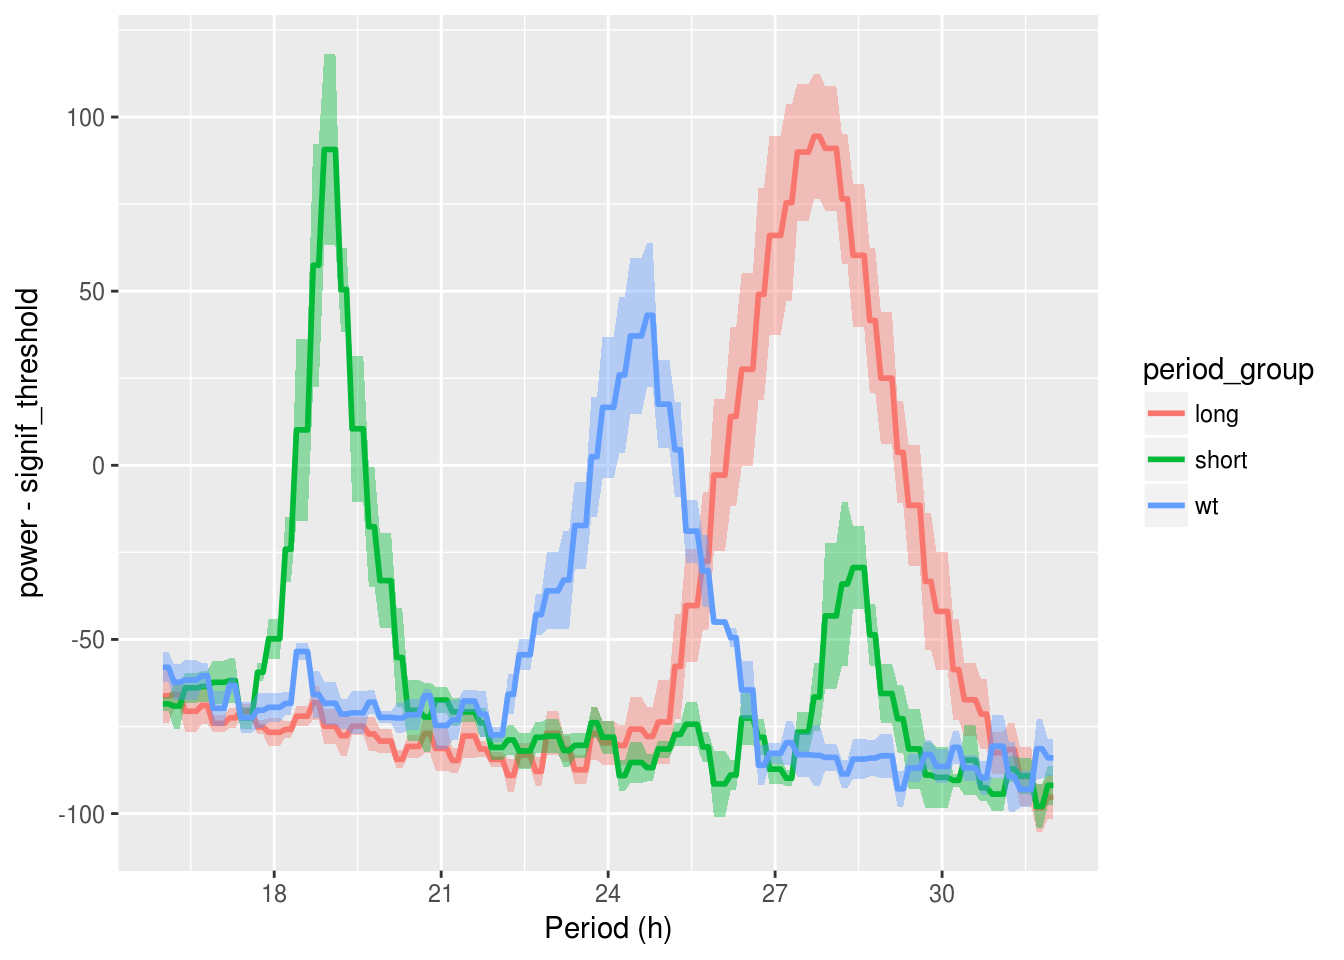 100
50
0
-50
-100
power - signif_threshold
18 21 24 27 30
Period (h)
period_group
long
short
wt